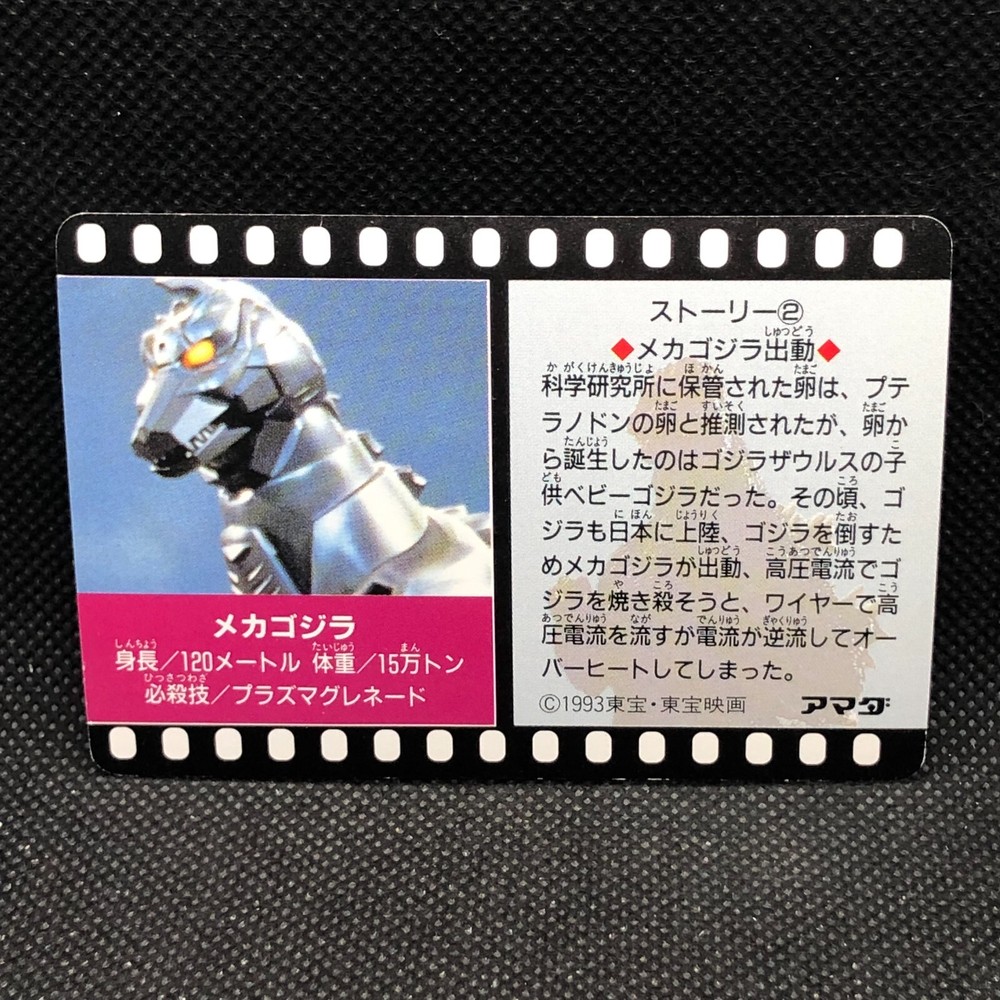 メカゴジラ
身長／120メートル 体重／15万トン
必殺技／プラズマグレネード
ストーリー②
◆メカゴジラ出動◆
科学研究所に保管された卵は、プテ
ラノドンの卵と推測されたが、卵か
ら誕生したのはゴジラザウルスの子
供ベビーゴジラだった。その頃、ゴ
ジラも日本に上陸、ゴジラを倒すた
めメカゴジラが出動、高圧電流でゴ
ジラを焼き殺そうと、ワイヤーで高
圧電流を流すが電流が逆流してオー
バーヒートしてしまった。
©1993東宝・東宝映画 アマダ